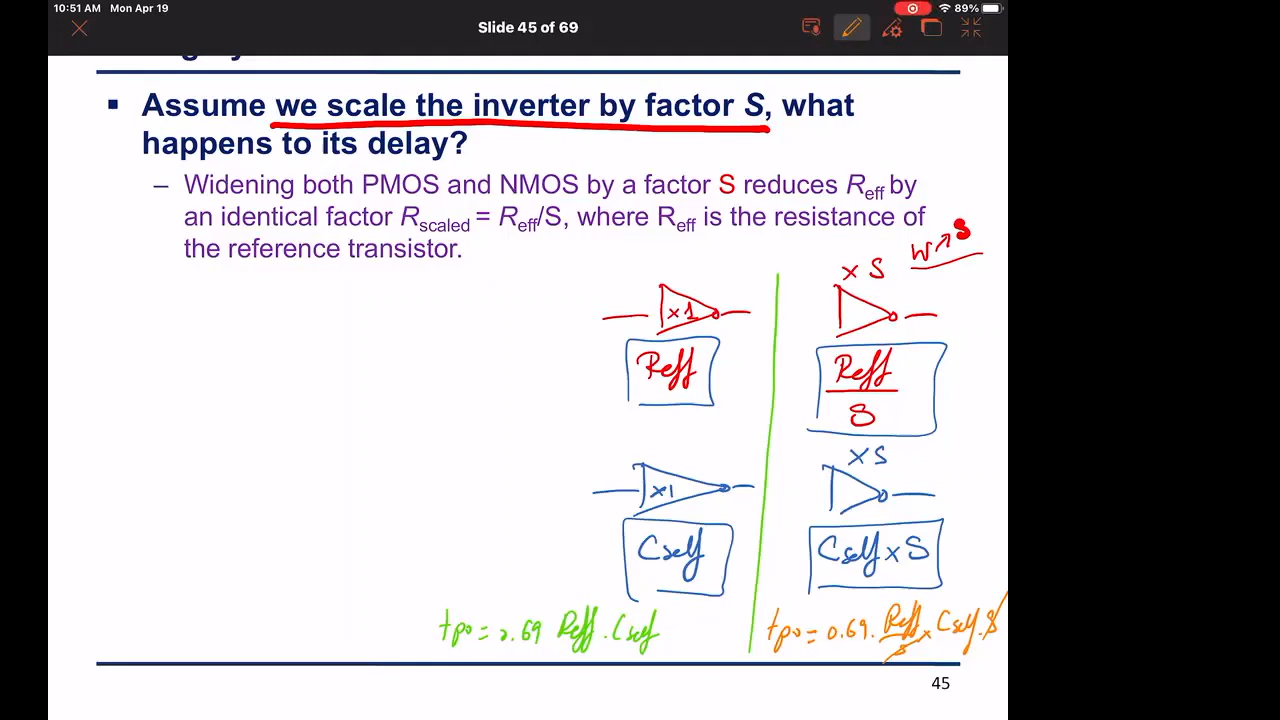 10:51 AM Mon Apr 19
89%
Slide 45 of 69
▪ Assume we scale the inverter by factor S, what
happens to its delay?
– Widening both PMOS and NMOS by a factor S reduces Reff by
an identical factor Rscaled = Reff/S, where Reff is the resistance of
the reference transistor.
W↗S
×S
×1
Reff
Reff
S
×S
×1
Cself
Cself×S
tpo = 0.69 Reff . Cself
tpo = 0.69. Reff/S × Cself.S
45